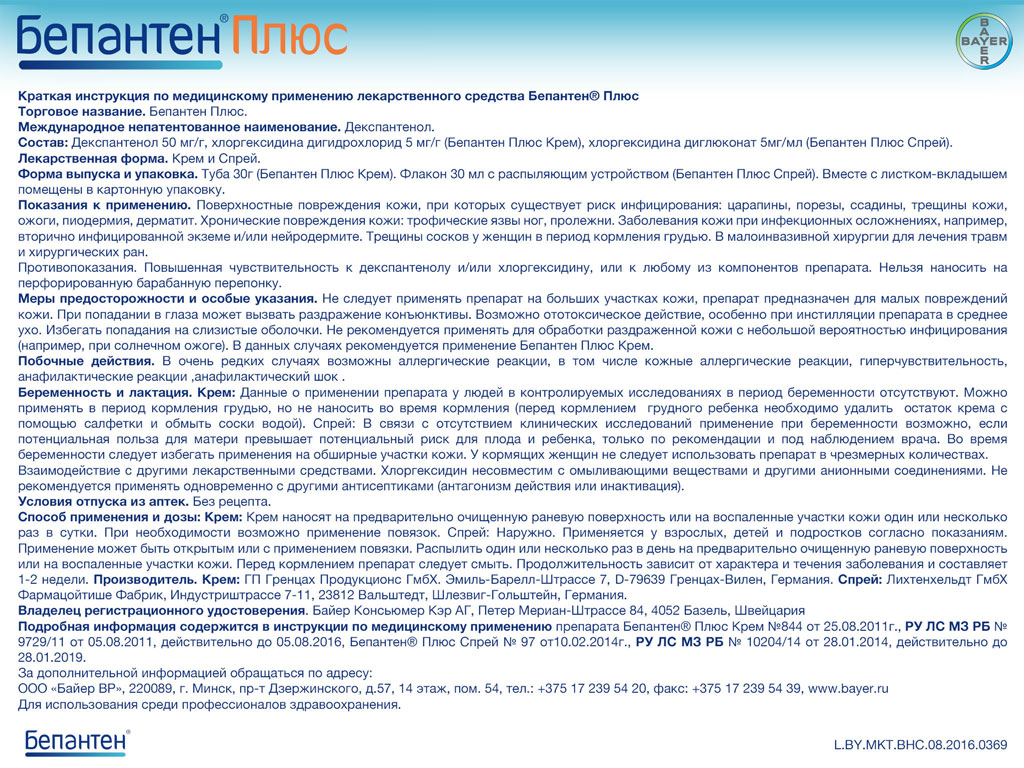 Бепантен® Плюс
BAYER
BAYER
Краткая инструкция по медицинскому применению лекарственного средства Бепантен® Плюс
Торговое название. Бепантен Плюс.
Международное непатентованное наименование. Декспантенол.
Состав: Декспантенол 50 мг/г, хлоргексидина дигидрохлорид 5 мг/г (Бепантен Плюс Крем), хлоргексидина диглюконат 5мг/мл (Бепантен Плюс Спрей).
Лекарственная форма. Крем и Спрей.
Форма выпуска и упаковка. Туба 30г (Бепантен Плюс Крем). Флакон 30 мл с распыляющим устройством (Бепантен Плюс Спрей). Вместе с листком-вкладышем
помещены в картонную упаковку.
Показания к применению. Поверхностные повреждения кожи, при которых существует риск инфицирования: царапины, порезы, ссадины, трещины кожи,
ожоги, пиодермия, дерматит. Хронические повреждения кожи: трофические язвы ног, пролежни. Заболевания кожи при инфекционных осложнениях, например,
вторично инфицированной экземе и/или нейродермите. Трещины сосков у женщин в период кормления грудью. В малоинвазивной хирургии для лечения травм
и хирургических ран.
Противопоказания. Повышенная чувствительность к декспантенолу и/или хлоргексидину, или к любому из компонентов препарата. Нельзя наносить на
перфорированную барабанную перепонку.
Меры предосторожности и особые указания. Не следует применять препарат на больших участках кожи, препарат предназначен для малых повреждений
кожи. При попадании в глаза может вызвать раздражение конъюнктивы. Возможно ототоксическое действие, особенно при инстилляции препарата в среднее
ухо. Избегать попадания на слизистые оболочки. Не рекомендуется применять для обработки раздраженной кожи с небольшой вероятностью инфицирования
(например, при солнечном ожоге). В данных случаях рекомендуется применение Бепантен Плюс Крем.
Побочные действия. В очень редких случаях возможны аллергические реакции, в том числе кожные аллергические реакции, гиперчувствительность,
анафилактические реакции ,анафилактический шок .
Беременность и лактация. Крем: Данные о применении препарата у людей в контролируемых исследованиях в период беременности отсутствуют. Можно
применять в период кормления грудью, но не наносить во время кормления (перед кормлением грудного ребенка необходимо удалить остаток крема с
помощью салфетки и обмыть соски водой). Спрей: В связи с отсутствием клинических исследований применение при беременности возможно, если
потенциальная польза для матери превышает потенциальный риск для плода и ребенка, только по рекомендации и под наблюдением врача. Во время
беременности следует избегать применения на обширные участки кожи. У кормящих женщин не следует использовать препарат в чрезмерных количествах.
Взаимодействие с другими лекарственными средствами. Хлоргексидин несовместим с омыливающими веществами и другими анионными соединениями. Не
рекомендуется применять одновременно с другими антисептиками (антагонизм действия или инактивация).
Условия отпуска из аптек. Без рецепта.
Способ применения и дозы: Крем: Крем наносят на предварительно очищенную раневую поверхность или на воспаленные участки кожи один или несколько
раз в сутки. При необходимости возможно применение повязок. Спрей: Наружно. Применяется у взрослых, детей и подростков согласно показаниям.
Применение может быть открытым или с применением повязки. Распылить один или несколько раз в день на предварительно очищенную раневую поверхность
или на воспаленные участки кожи. Перед кормлением препарат следует смыть. Продолжительность зависит от характера и течения заболевания и составляет
1-2 недели. Производитель. Крем: ГП Гренцах Продукционс ГмбХ. Эмиль-Барелл-Штрассе 7, D-79639 Гренцах-Вилен, Германия. Спрей: Лихтенхельдт ГмбХ
Фармацойтише Фабрик, Индустриштрассе 7-11, 23812 Вальштедт, Шлезвиг-Гольштейн, Германия.
Владелец регистрационного удостоверения. Байер Консьюмер Кэр АГ, Петер Мериан-Штрассе 84, 4052 Базель, Швейцария
Подробная информация содержится в инструкции по медицинскому применению препарата Бепантен® Плюс Крем №844 от 25.08.2011г., РУ ЛС МЗ РБ №
9729/11 от 05.08.2011, действительно до 05.08.2016, Бепантен® Плюс Спрей № 97 от10.02.2014г., РУ ЛС МЗ РБ № 10204/14 от 28.01.2014, действительно до
28.01.2019.
За дополнительной информацией обращаться по адресу:
ООО «Байер ВР», 220089, г. Минск, пр-т Дзержинского, д.57, 14 этаж, пом. 54, тел.: +375 17 239 54 20, факс: +375 17 239 54 39, www.bayer.ru
Для использования среди профессионалов здравоохранения.
Бепантен®
L.BY.MKT.BHC.08.2016.0369